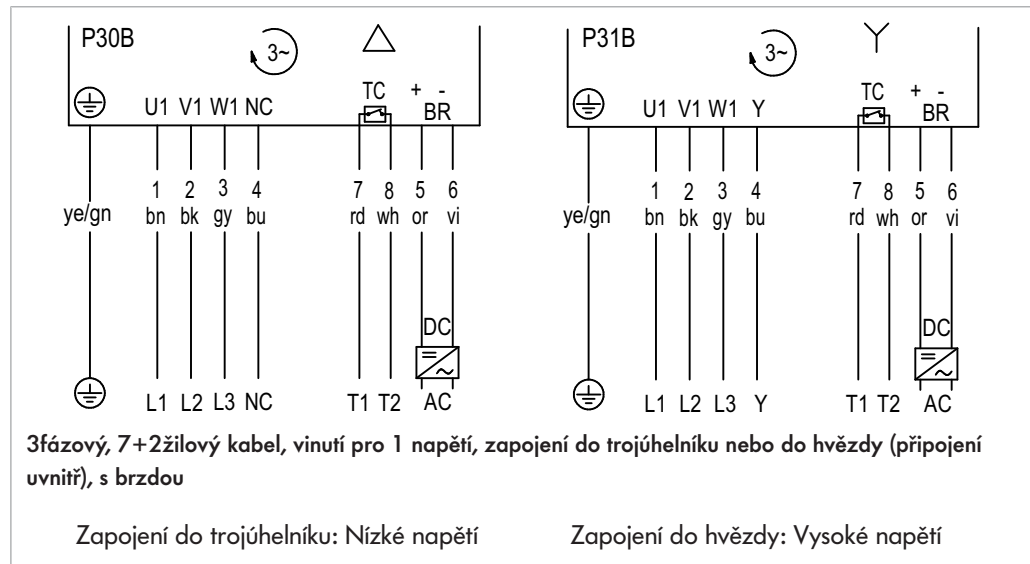 P30B 3~ P31B 3~
TC + - TC + -
U1 V1 W1 NC BR U1 V1 W1 Y BR
1 2 3 4 7 8 5 6 1 2 3 4 7 8 5 6
ye/gn bn bk gy bu rd wh or vi ye/gn bn bk gy bu rd wh or vi
DC DC
L1 L2 L3 NC T1 T2 AC L1 L2 L3 Y T1 T2 AC
3fázový, 7+2žilový kabel, vinutí pro 1 napětí, zapojení do trojúhelníku nebo do hvězdy (připojení
uvnitř), s brzdou
Zapojení do trojúhelníku: Nízké napětí Zapojení do hvězdy: Vysoké napětí